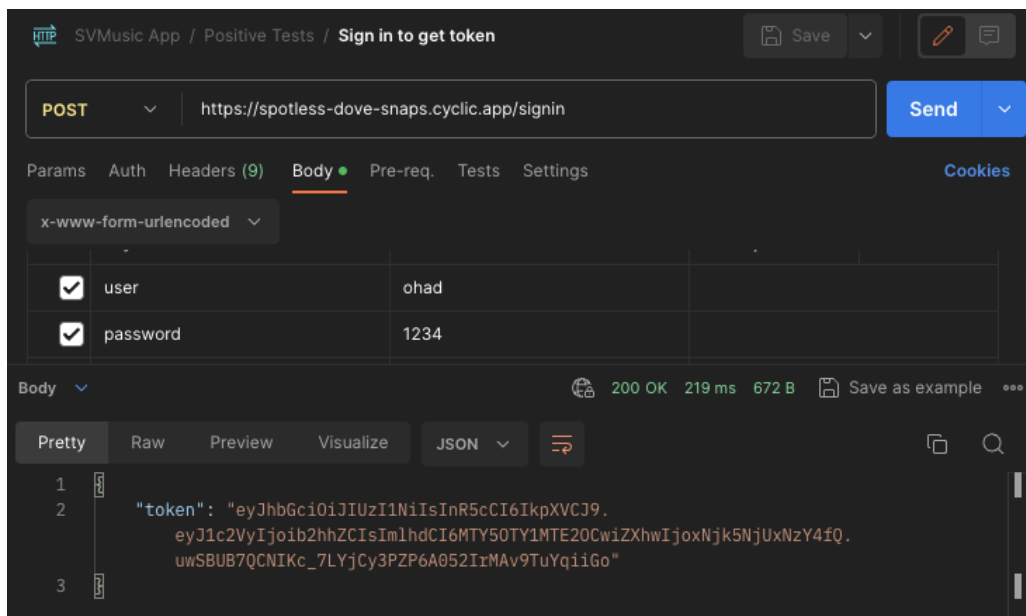 HTTP SVMusic App / Positive Tests / Sign in to get token Save
POST https://spotless-dove-snaps.cyclic.app/signin Send
Params Auth Headers (9) Body Pre-req. Tests Settings Cookies
x-www-form-urlencoded
user ohad
password 1234
Body 200 OK 219 ms 672 B Save as example
Pretty Raw Preview Visualize JSON
1 {
2 "token": "eyJhbGciOiJIUzI1NiIsInR5cCI6IkpXVCJ9.
eyJ1c2VyIjoib2hhZCIsImlhdCI6MTY5OTY1MTE2OCwiZXhwIjoxNjk5NjUxNzY4fQ.
uwSBUB7QCNIKc_7LYjCy3PZP6A052IrMAv9TuYqiiGo"
3 }